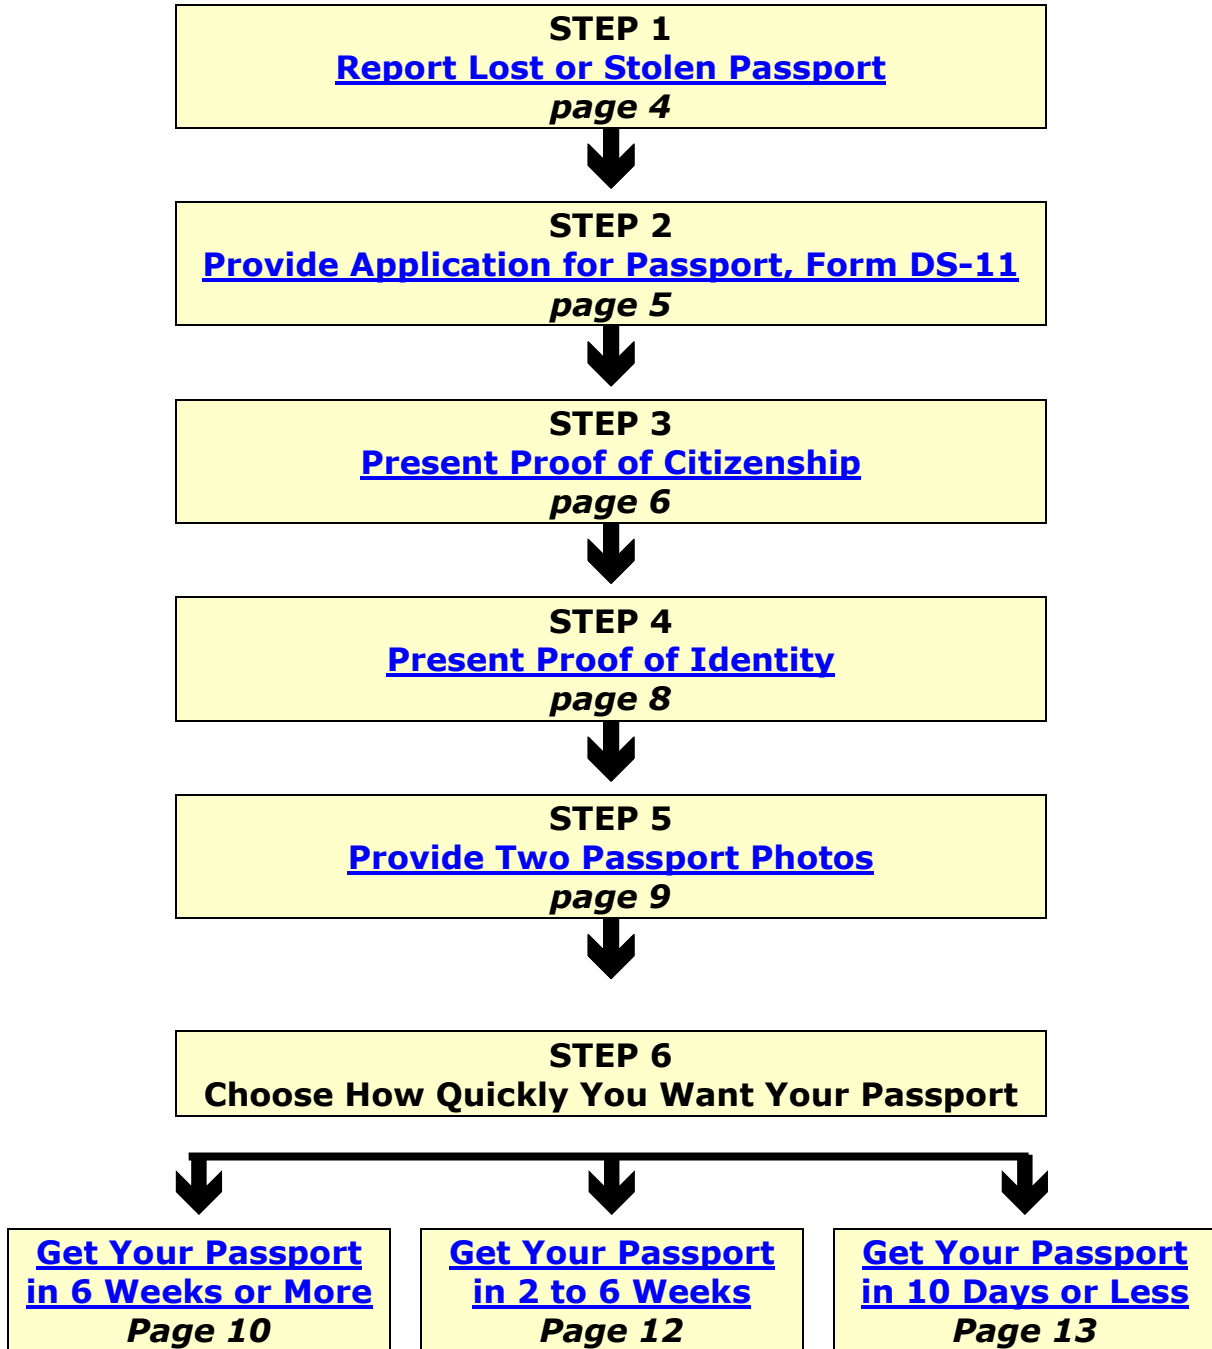 STEP 1
Report Lost or Stolen Passport
page 4
STEP 2
Provide Application for Passport, Form DS-11
page 5
STEP 3
Present Proof of Citizenship
page 6
STEP 4
Present Proof of Identity
page 8
STEP 5
Provide Two Passport Photos
page 9
STEP 6
Choose How Quickly You Want Your Passport
Get Your Passport
in 6 Weeks or More
Page 10
Get Your Passport
in 2 to 6 Weeks
Page 12
Get Your Passport
in 10 Days or Less
Page 13